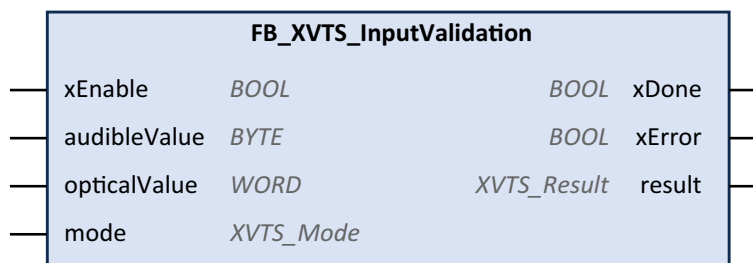 FB_XVTS_InputValidation
xEnable BOOL BOOL xDone
audibleValue BYTE BOOL xError
opticalValue WORD XVTS_Result result
mode XVTS_Mode